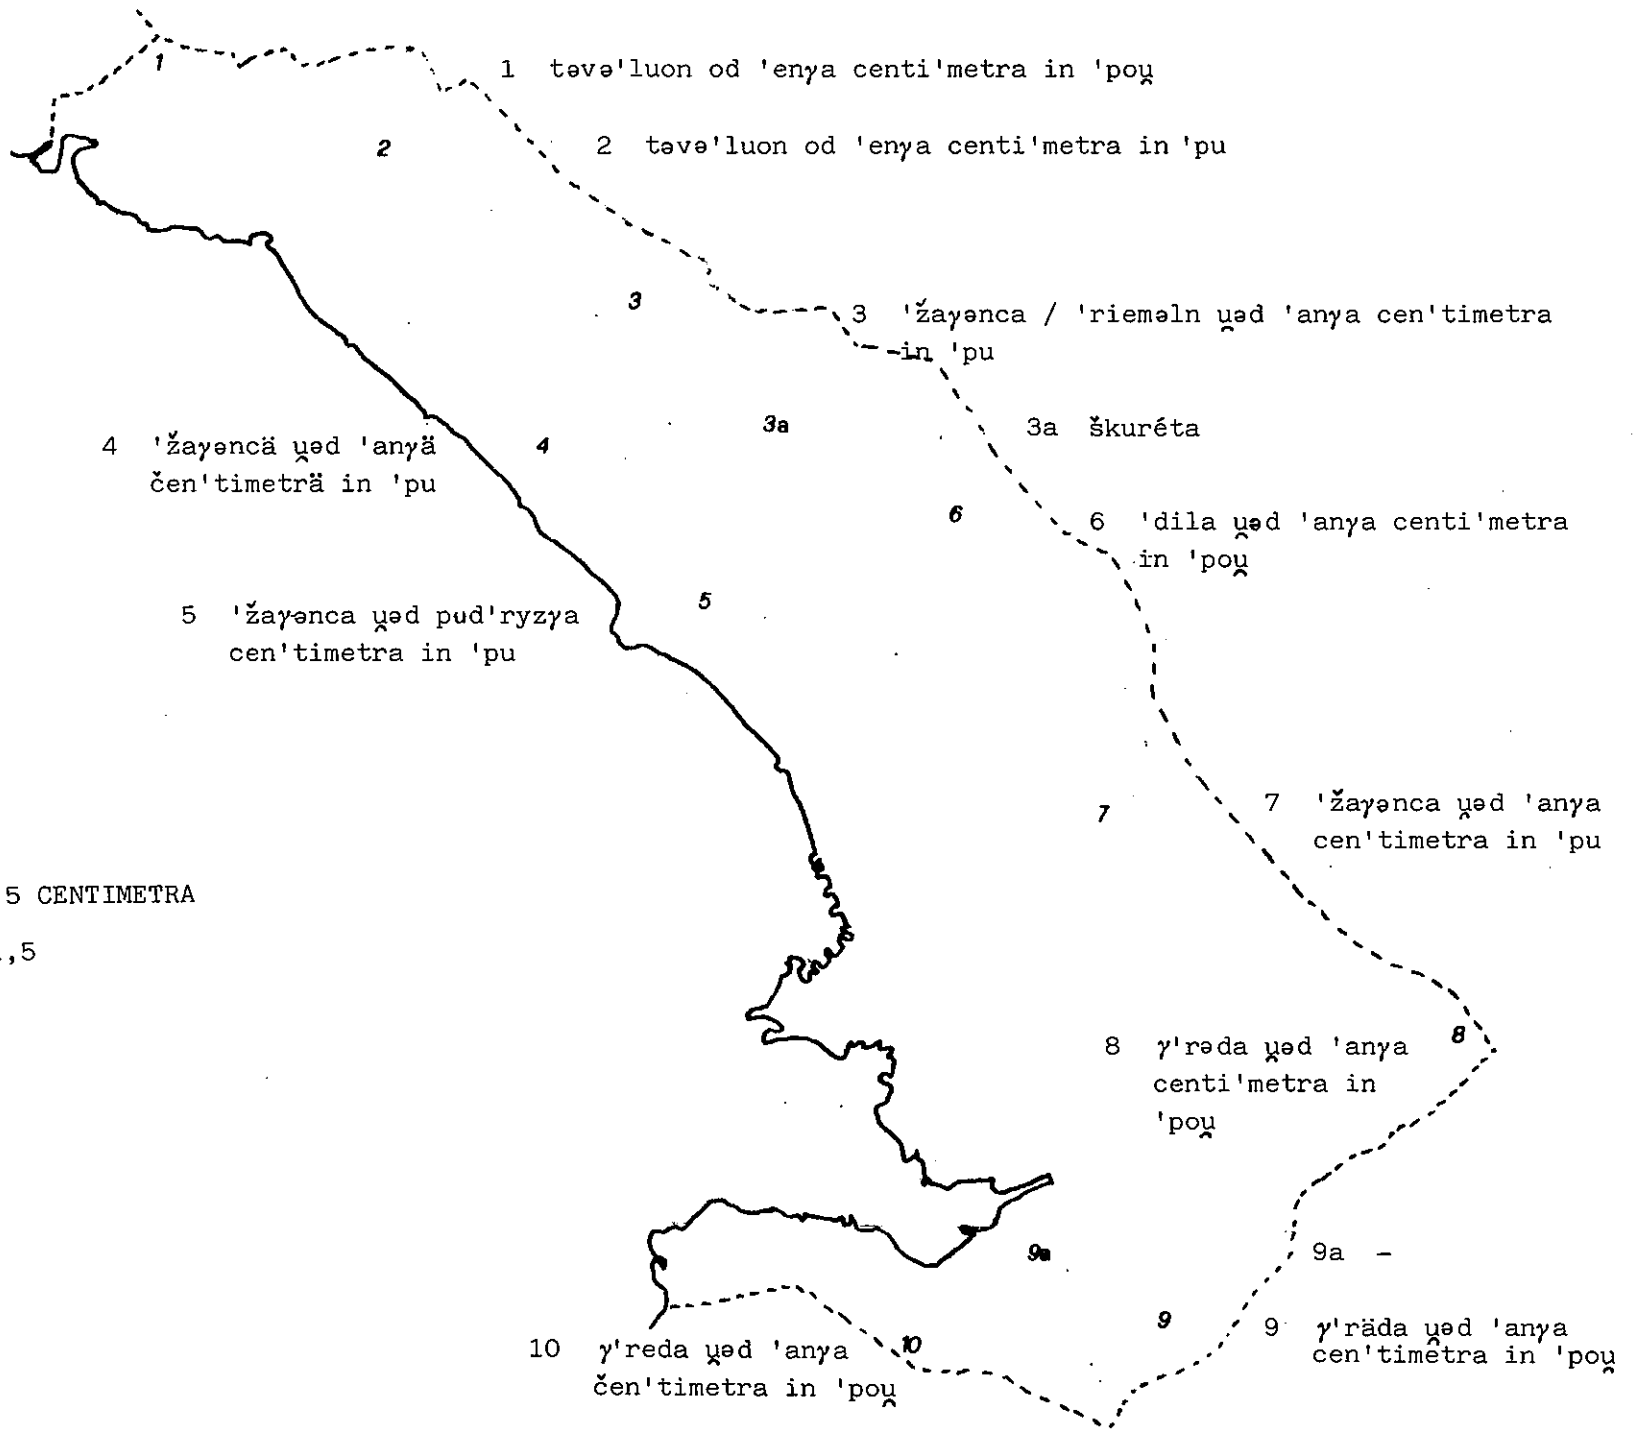 1
1 təvə'luon od 'enγa centi'metra in 'pou̯
2
2 təvə'luon od 'enγa centi'metra in 'pu
3
3 'žaγənca / 'rieməln u̯əd 'anγa cen'timetra
in 'pu
3a
3a škuréta
4 'žaγəncä u̯əd 'anγä
čen'timeträ in 'pu
4
6
6 'dila u̯əd 'anγa centi'metra
in 'pou̯
5 'žaγənca u̯əd pud'ryzγa
cen'timetra in 'pu
5
7
7 'žaγənca u̯əd 'anγa
cen'timetra in 'pu
5 CENTIMETRA
,5
8 γ'rəda u̯əd 'anγa
centi'metra in
'pou̯
8
9a
9a –
9
9 γ'räda u̯əd 'anγa
cen'timetra in 'pou̯
10 γ'reda u̯əd 'anγa
čen'timetra in 'pou̯
10